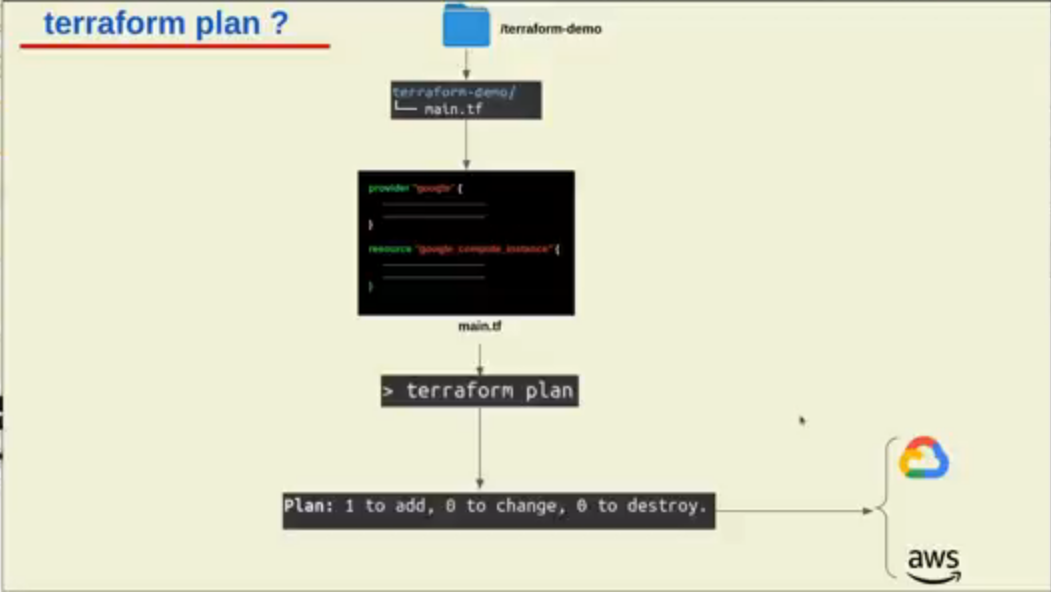 terraform plan ?
/terraform-demo
terraform-demo/
└── main.tf
provider "google" {
}
resource "google_compute_instance" {
}
main.tf
> terraform plan
Plan: 1 to add, 0 to change, 0 to destroy.
aws